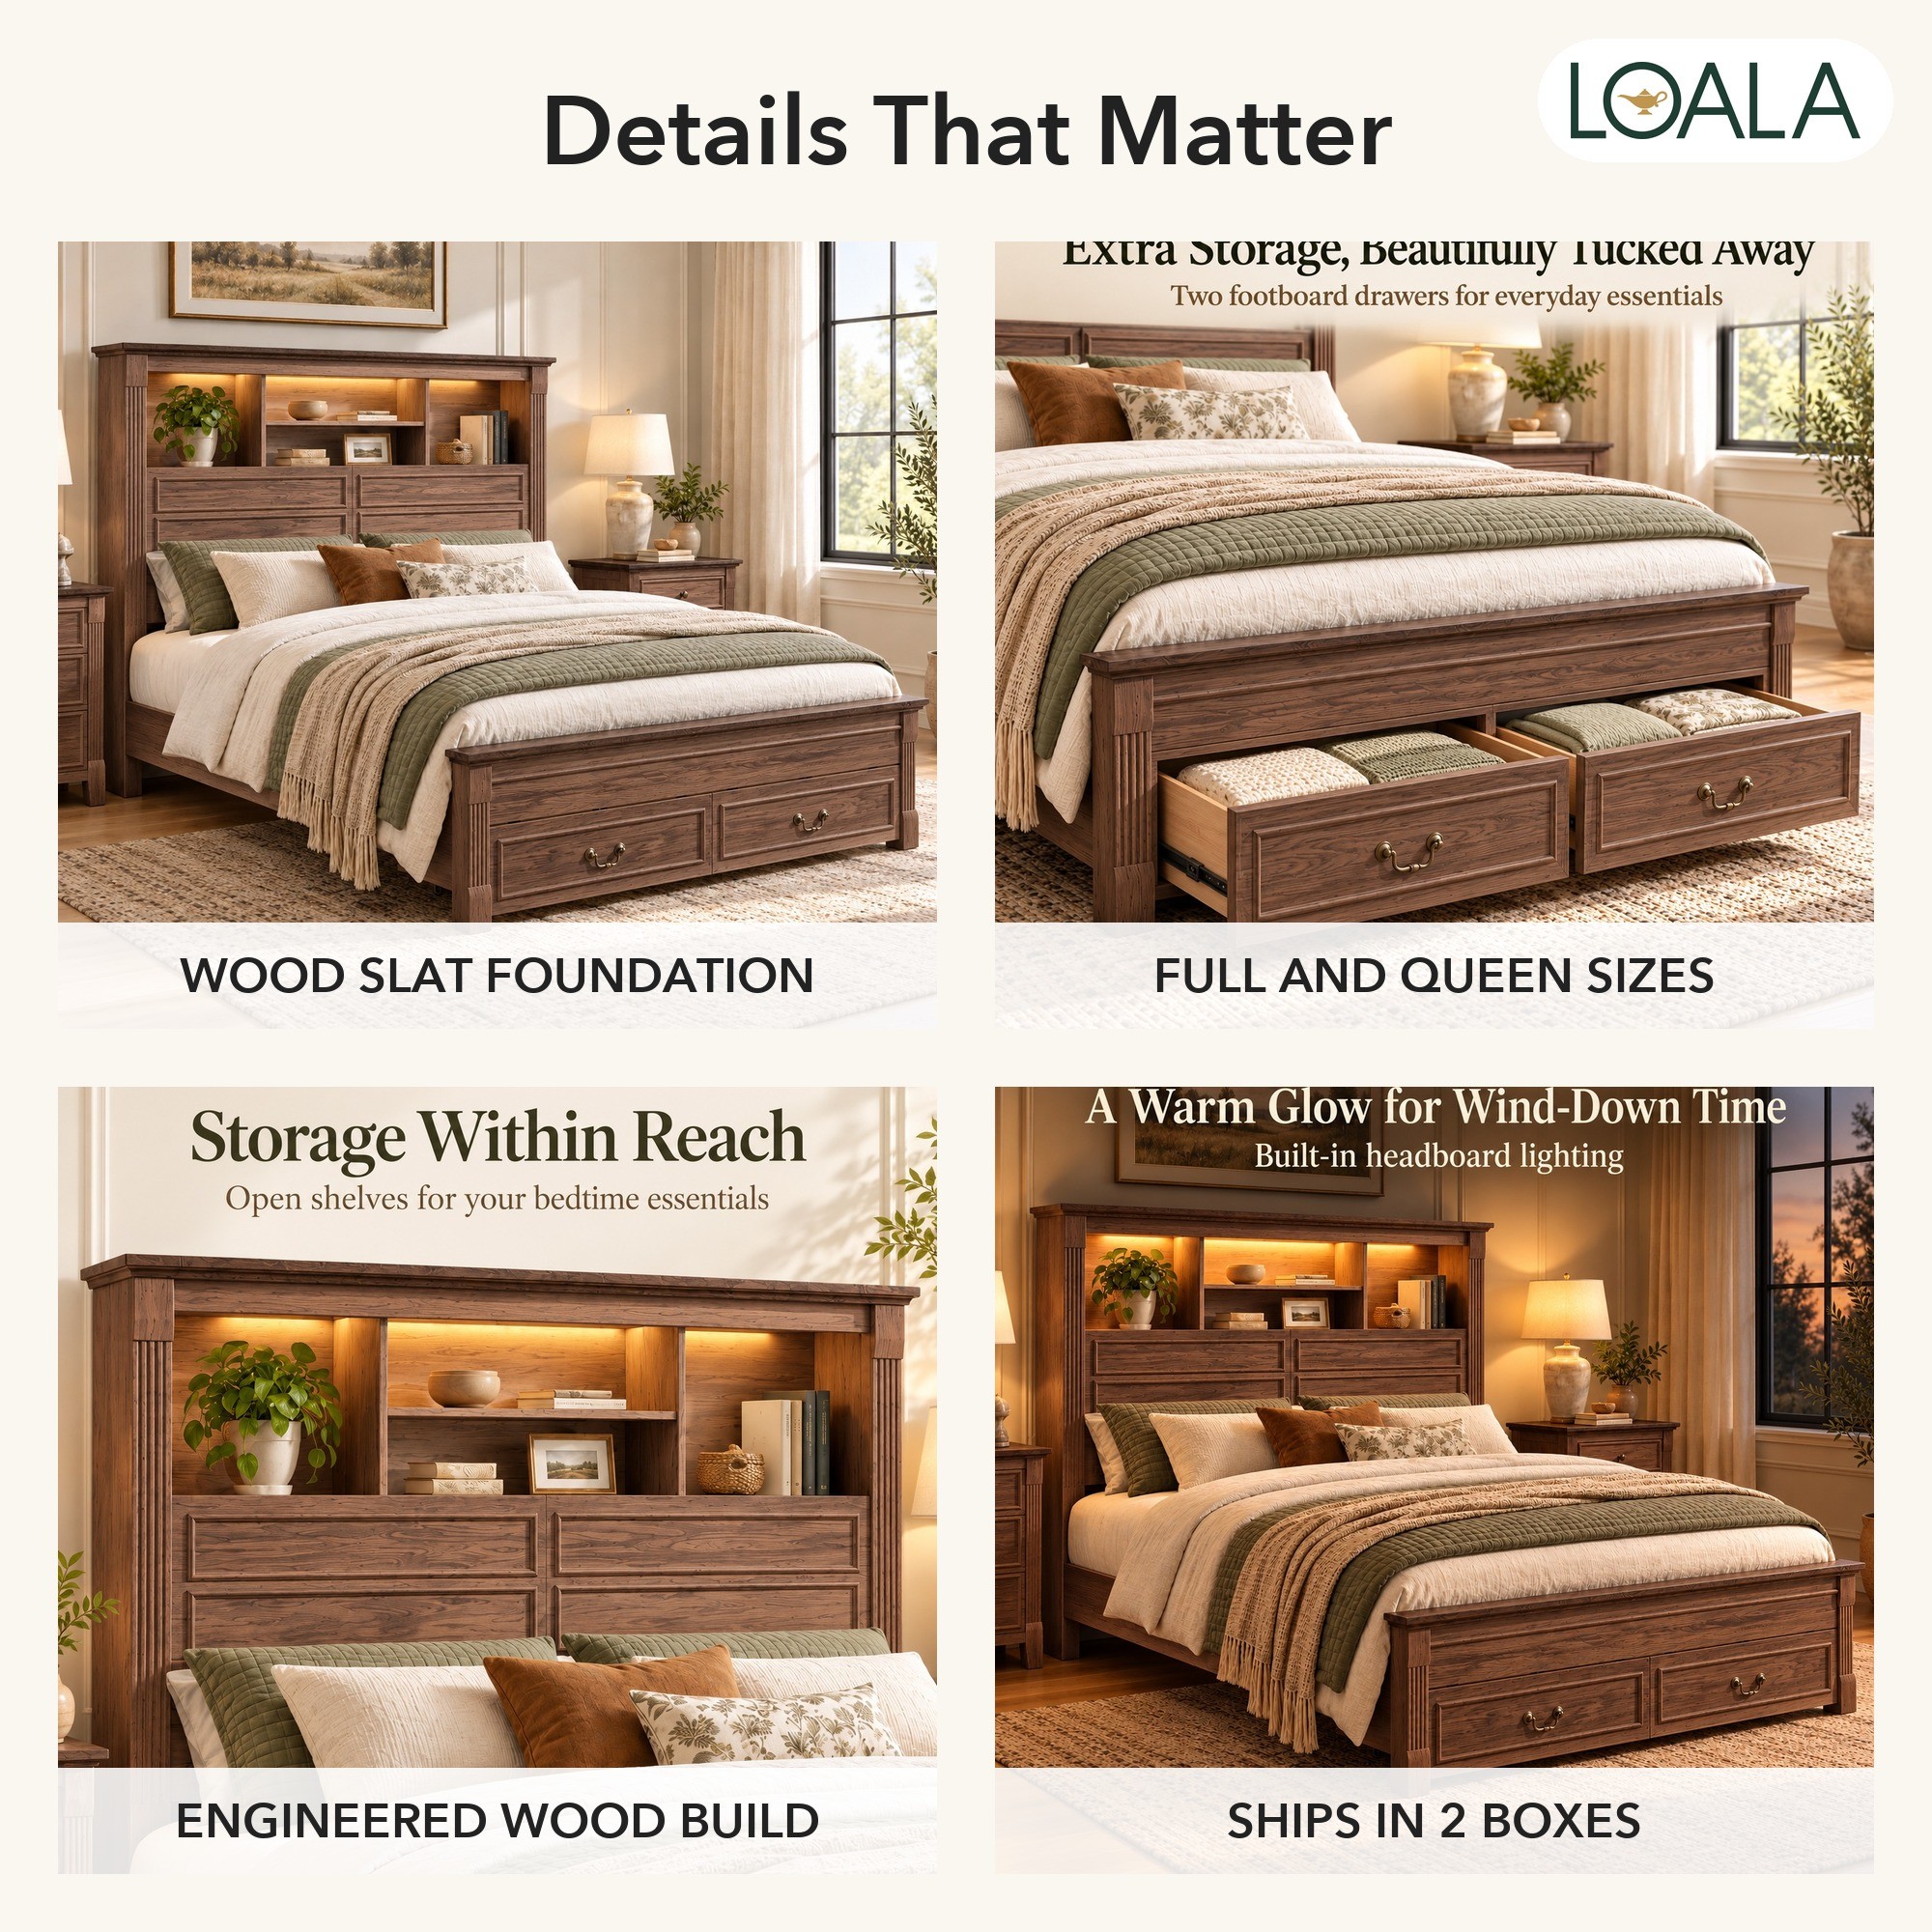 Details That Matter
LOALA
Extra Storage, Beautifully Tucked Away
Two footboard drawers for everyday essentials
WOOD SLAT FOUNDATION
FULL AND QUEEN SIZES
Storage Within Reach
Open shelves for your bedtime essentials
A Warm Glow for Wind-Down Time
Built-in headboard lighting
ENGINEERED WOOD BUILD
SHIPS IN 2 BOXES